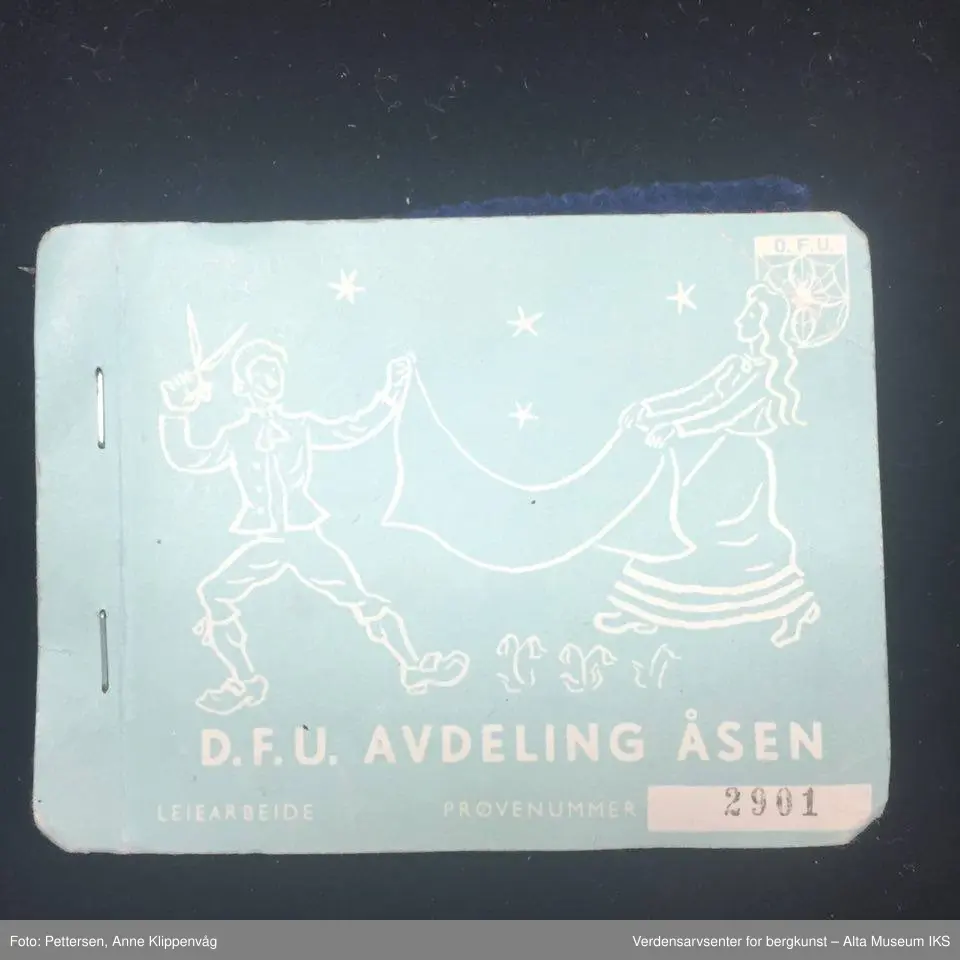 D.F.U.
D.F.U. AVDELING ÅSEN
LEIEARBEIDE PRØVENUMMER 2901
Foto: Pettersen, Anne Klippenvåg Verdensarvsenter for bergkunst – Alta Museum IKS